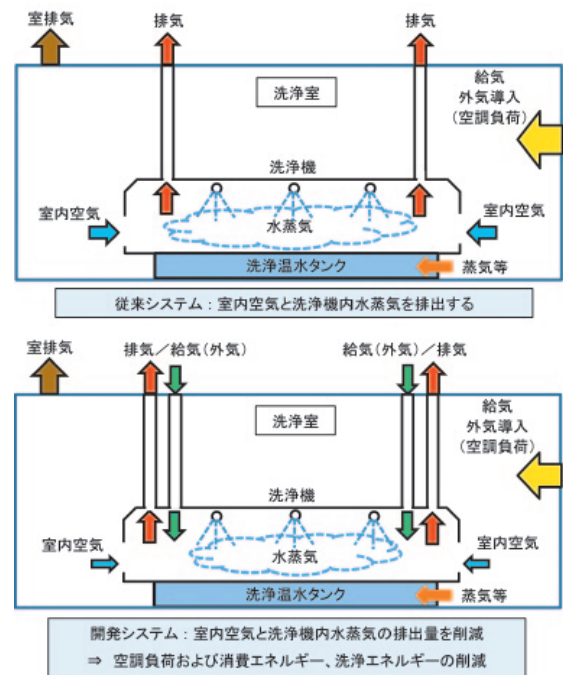 室排気
排気
排気
洗浄室
給気
外気導入
(空調負荷)
洗浄機
室内空気
室内空気
水蒸気
洗浄温水タンク
蒸気等
従来システム：室内空気と洗浄機内水蒸気を排出する
室排気
排気／給気(外気)
給気(外気)／排気
洗浄室
給気
外気導入
(空調負荷)
洗浄機
室内空気
室内空気
水蒸気
洗浄温水タンク
蒸気等
開発システム：室内空気と洗浄機内水蒸気の排出量を削減
⇒ 空調負荷および消費エネルギー、洗浄エネルギーの削減